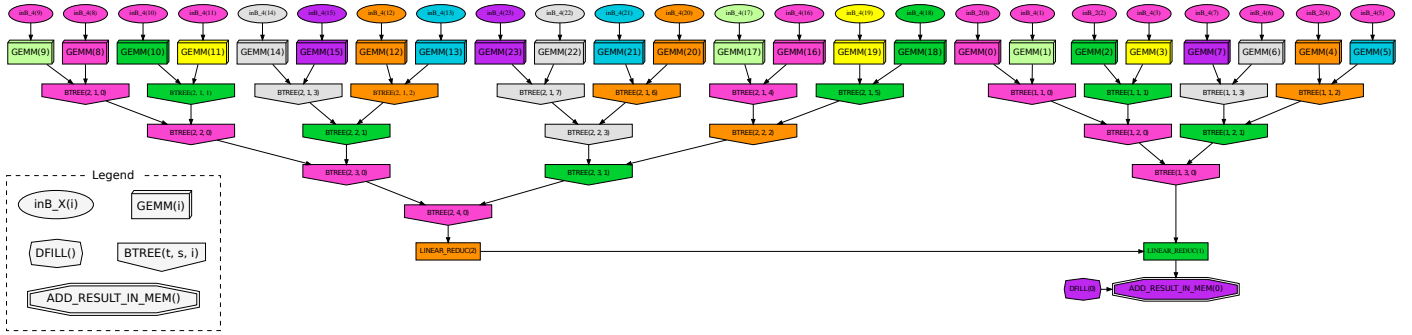 inB_4(9) inB_4(8) inB_4(10) inB_4(11) inB_4(14) inB_4(15) inB_4(12) inB_4(13) inB_4(23) inB_4(22) inB_4(21) inB_4(20) inB_4(17) inB_4(16) inB_4(19) inB_4(18) inB_2(0) inB_4(1) inB_2(2) inB_4(3) inB_4(7) inB_4(6) inB_2(4) inB_4(5)
GEMM(9) GEMM(8) GEMM(10) GEMM(11) GEMM(14) GEMM(15) GEMM(12) GEMM(13) GEMM(23) GEMM(22) GEMM(21) GEMM(20) GEMM(17) GEMM(16) GEMM(19) GEMM(18) GEMM(0) GEMM(1) GEMM(2) GEMM(3) GEMM(7) GEMM(6) GEMM(4) GEMM(5)
BTREE(2, 1, 0) BTREE(2, 1, 1) BTREE(2, 1, 3) BTREE(2, 1, 2) BTREE(2, 1, 7) BTREE(2, 1, 6) BTREE(2, 1, 4) BTREE(2, 1, 5) BTREE(1, 1, 0) BTREE(1, 1, 1) BTREE(1, 1, 3) BTREE(1, 1, 2)
BTREE(2, 2, 0) BTREE(2, 2, 1) BTREE(2, 2, 3) BTREE(2, 2, 2) BTREE(1, 2, 0) BTREE(1, 2, 1)
BTREE(2, 3, 0) BTREE(2, 3, 1) BTREE(1, 3, 0)
BTREE(2, 4, 0)
LINEAR_REDUC(2) LINEAR_REDUC(1)
DFILL(0) ADD_RESULT_IN_MEM(0)
Legend
inB_X(i) GEMM(i)
DFILL() BTREE(t, s, i)
ADD_RESULT_IN_MEM()